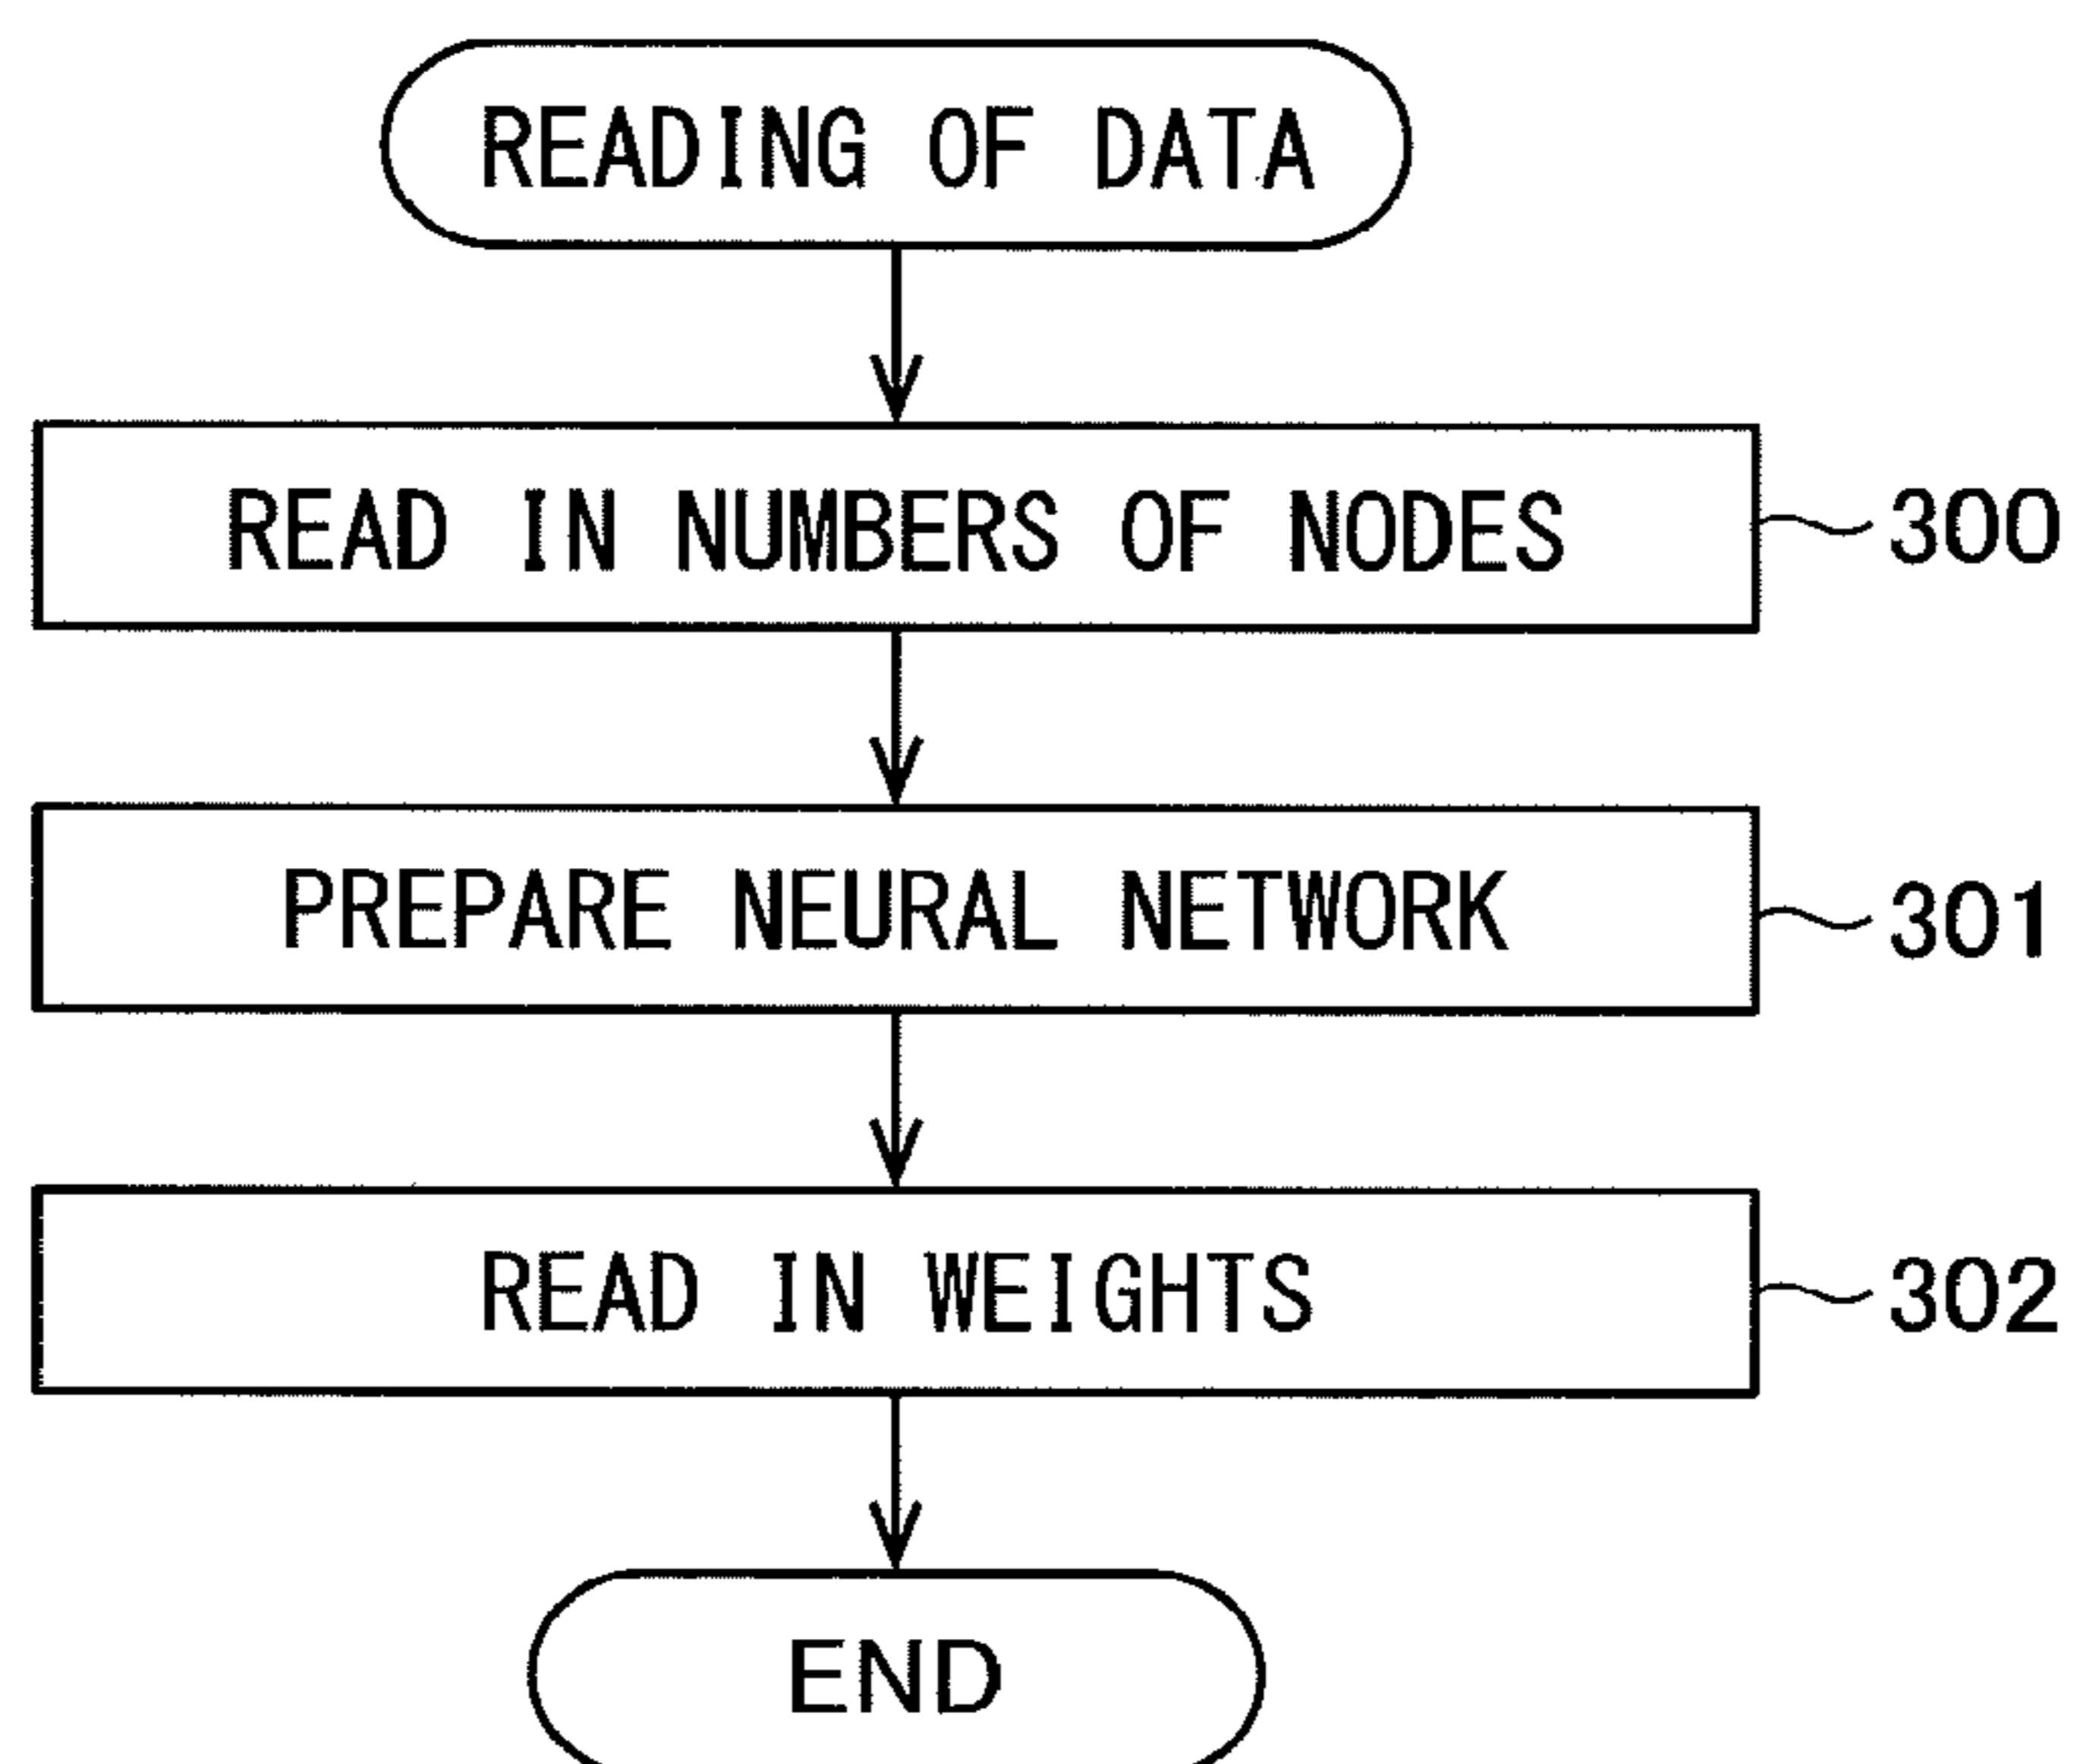 READING OF DATA
READ IN NUMBERS OF NODES
300
PREPARE NEURAL NETWORK
301
READ IN WEIGHTS
302
END